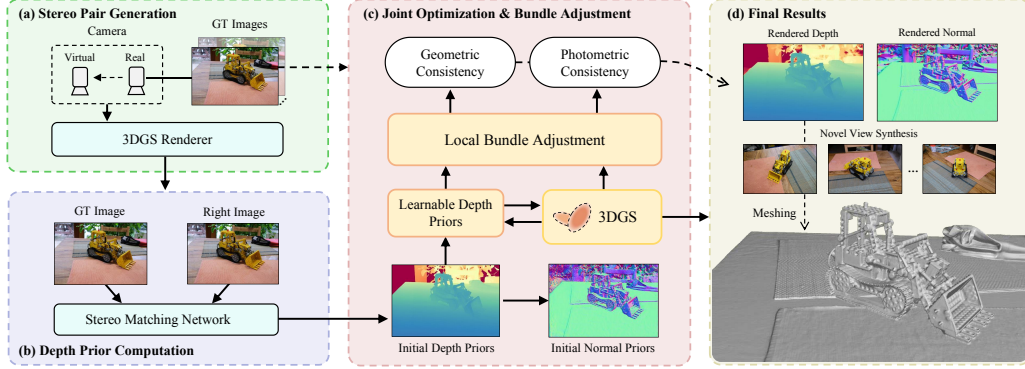 (a) Stereo Pair Generation
GT Images
Camera
Virtual
Real
3DGS Renderer
GT Image
Right Image
Stereo Matching Network
(b) Depth Prior Computation
(c) Joint Optimization & Bundle Adjustment
Geometric
Consistency
Photometric
Consistency
Local Bundle Adjustment
Learnable Depth
Priors
3DGS
Initial Depth Priors
Initial Normal Priors
(d) Final Results
Rendered Depth
Rendered Normal
Novel View Synthesis
...
Meshing